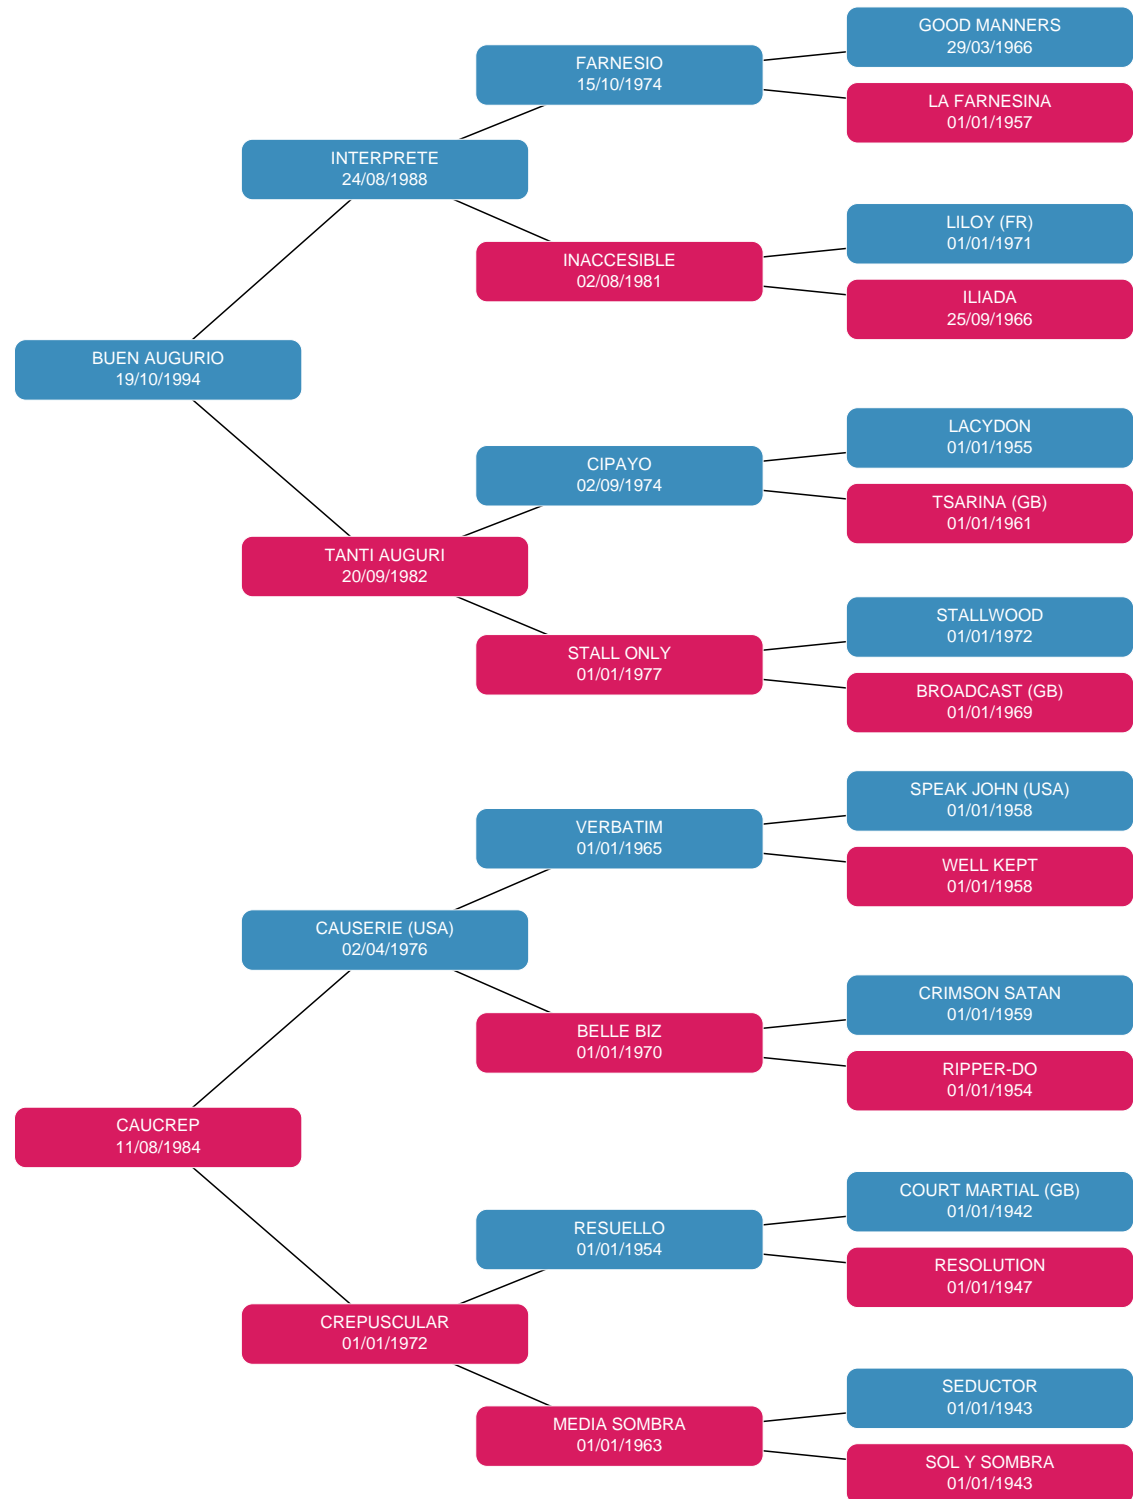 GOOD MANNERS
29/03/1966
FARNESIO
15/10/1974
LA FARNESINA
01/01/1957
INTERPRETE
24/08/1988
LILOY (FR)
01/01/1971
INACCESIBLE
02/08/1981
ILIADA
25/09/1966
BUEN AUGURIO
19/10/1994
LACYDON
01/01/1955
CIPAYO
02/09/1974
TSARINA (GB)
01/01/1961
TANTI AUGURI
20/09/1982
STALLWOOD
01/01/1972
STALL ONLY
01/01/1977
BROADCAST (GB)
01/01/1969
SPEAK JOHN (USA)
01/01/1958
VERBATIM
01/01/1965
WELL KEPT
01/01/1958
CAUSERIE (USA)
02/04/1976
CRIMSON SATAN
01/01/1959
BELLE BIZ
01/01/1970
RIPPER-DO
01/01/1954
CAUCREP
11/08/1984
COURT MARTIAL (GB)
01/01/1942
RESUELLO
01/01/1954
RESOLUTION
01/01/1947
CREPUSCULAR
01/01/1972
SEDUCTOR
01/01/1943
MEDIA SOMBRA
01/01/1963
SOL Y SOMBRA
01/01/1943